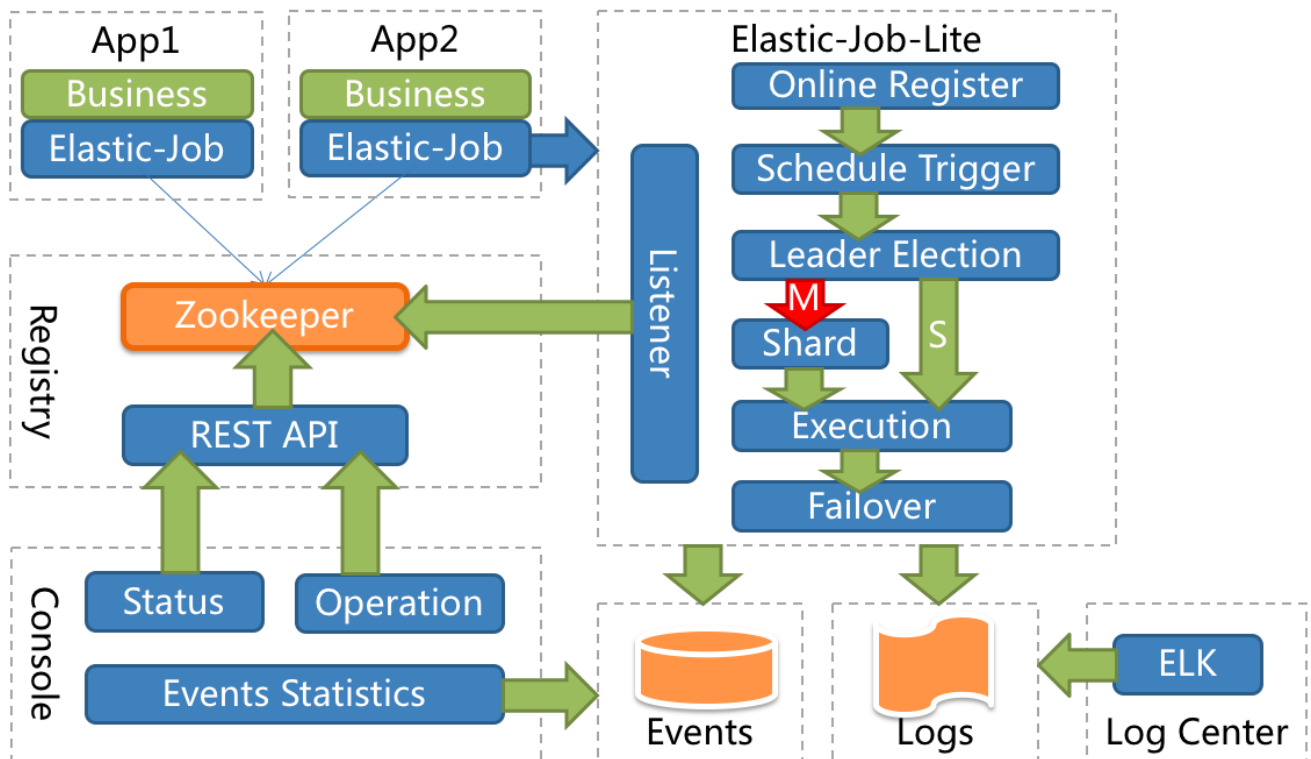 App1
Business
Elastic-Job
App2
Business
Elastic-Job
Elastic-Job-Lite
Online Register
Schedule Trigger
Leader Election
M
S
Shard
Execution
Failover
Listener
Registry
Zookeeper
REST API
Console
Status
Operation
Events Statistics
Events
Logs
ELK
Log Center